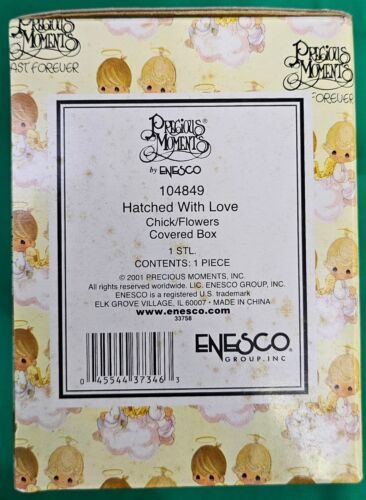 PRECIOUS MOMENTS
AST FOREVER
PRECIOUS MOMENTS
FOREVER
PRECIOUS
MOMENTS®
by ENESCO
104849
Hatched With Love
Chick/Flowers
Covered Box
1 STL.
CONTENTS: 1 PIECE
© 2001 PRECIOUS MOMENTS, INC.
All rights reserved worldwide. LIC. ENESCO GROUP, INC.
ENESCO is a registered U.S. trademark
ELK GROVE VILLAGE, IL 60007 • MADE IN CHINA
www.enesco.com
33758
0 45544 37346 3
ENESCO®
GROUP, INC